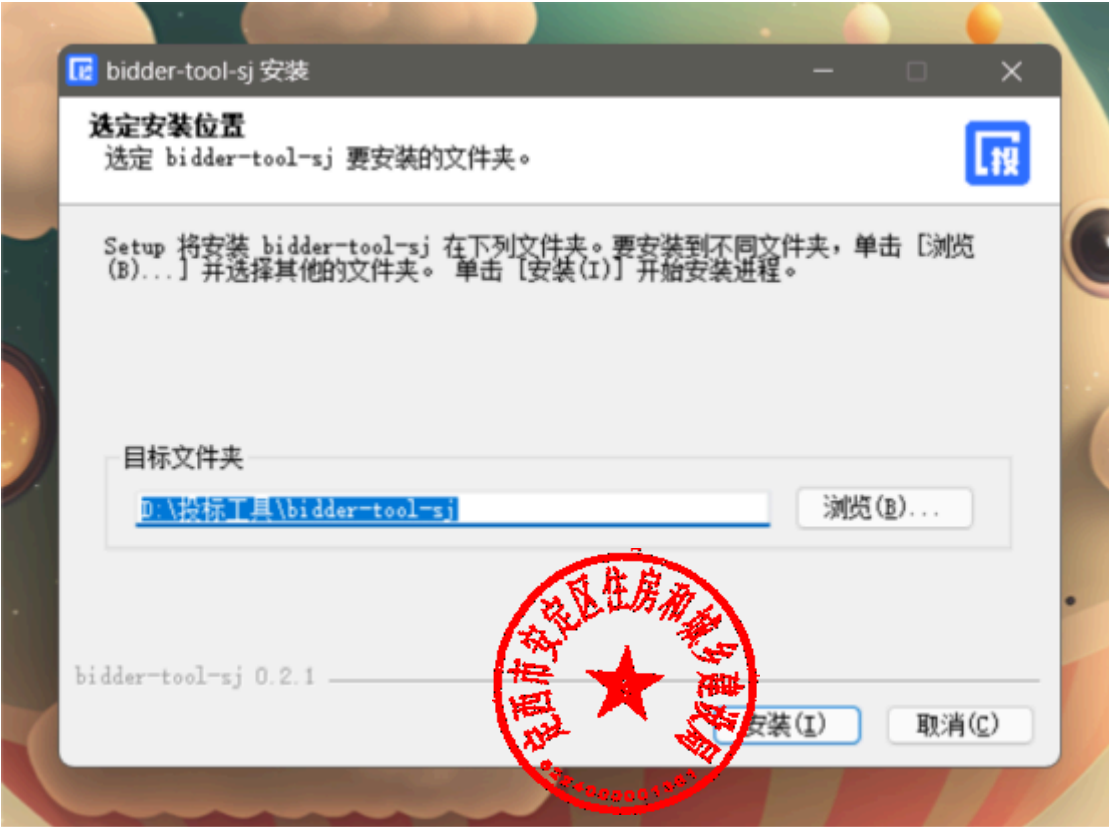 bidder-tool-sj 安装
选定安装位置
选定 bidder-tool-sj 要安装的文件夹。
投
Setup 将安装 bidder-tool-sj 在下列文件夹。要安装到不同文件夹，单击 [浏览
(B)...] 并选择其他的文件夹。 单击 [安装(I)] 开始安装进程。
目标文件夹
D:\投标工具\bidder-tool-sj
浏览(B)...
定西市安定区住房和城乡建设局
bidder-tool-sj 0.2.1
安装(I)
取消(C)